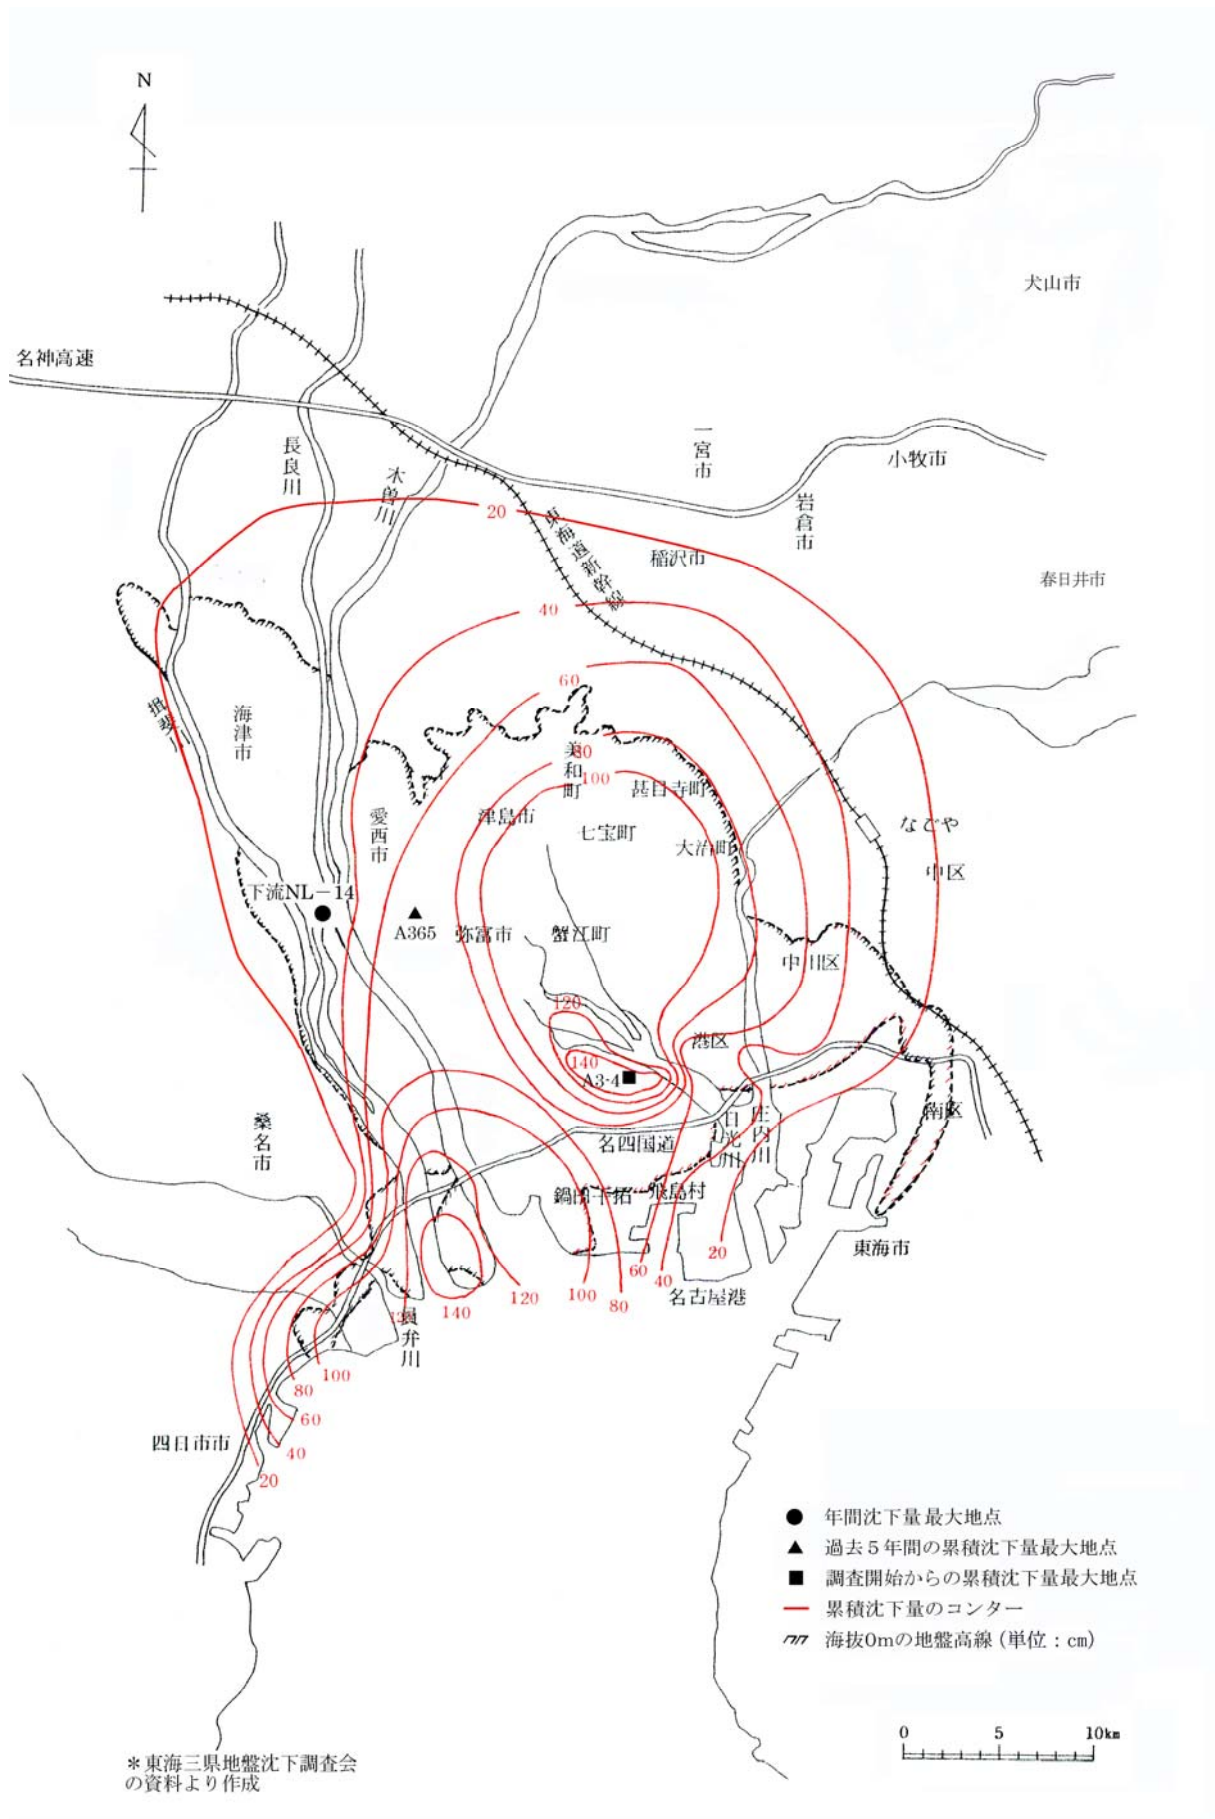 N
犬山市
名神高速
長良川
木曽川
一宮市
小牧市
岩倉市
20
東海道新幹線
稲沢市
春日井市
40
60
揖斐川
海津市
美和町
80
100
甚目寺町
愛西市
津島市
七宝町
大治町
なごや
中区
下流NL－14
A365
弥富市
蟹江町
中川区
120
港区
140
A3-4
南区
桑名市
名四国道
日光川
庄内川
鍋田干拓
飛島村
東海市
20
60
40
名古屋港
100
80
120
140
120
員弁川
100
80
60
40
20
四日市市
● 年間沈下量最大地点
▲ 過去5年間の累積沈下量最大地点
■ 調査開始からの累積沈下量最大地点
累積沈下量のコンター
海抜0mの地盤高線(単位：cm)
0 5 10km
＊東海三県地盤沈下調査会
の資料より作成